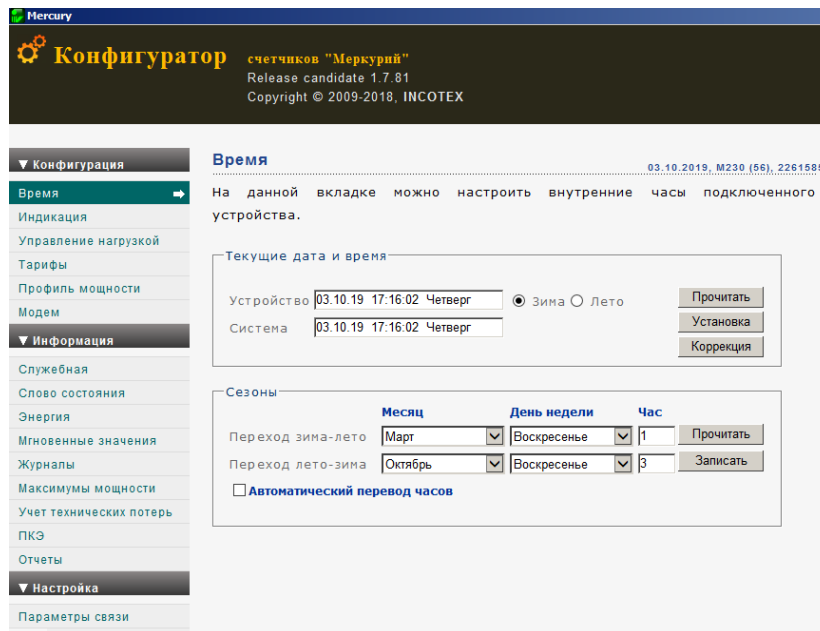 Mercury
Конфигуратор счетчиков "Меркурий"
Release candidate 1.7.81
Copyright © 2009-2018, INCOTEX
▼ Конфигурация
Время
Индикация
Управление нагрузкой
Тарифы
Профиль мощности
Модем
▼ Информация
Служебная
Слово состояния
Энергия
Мгновенные значения
Журналы
Максимумы мощности
Учет технических потерь
ПКЭ
Отчеты
▼ Настройка
Параметры связи
Время
03.10.2019, M230 (56), 2261585
На данной вкладке можно настроить внутренние часы подключенного
устройства.
Текущие дата и время
Устройство 03.10.19 17:16:02 Четверг Зима Лето Прочитать
Система 03.10.19 17:16:02 Четверг Установка
Коррекция
Сезоны
Месяц День недели Час
Переход зима-лето Март Воскресенье 1 Прочитать
Переход лето-зима Октябрь Воскресенье 3 Записать
Автоматический перевод часов